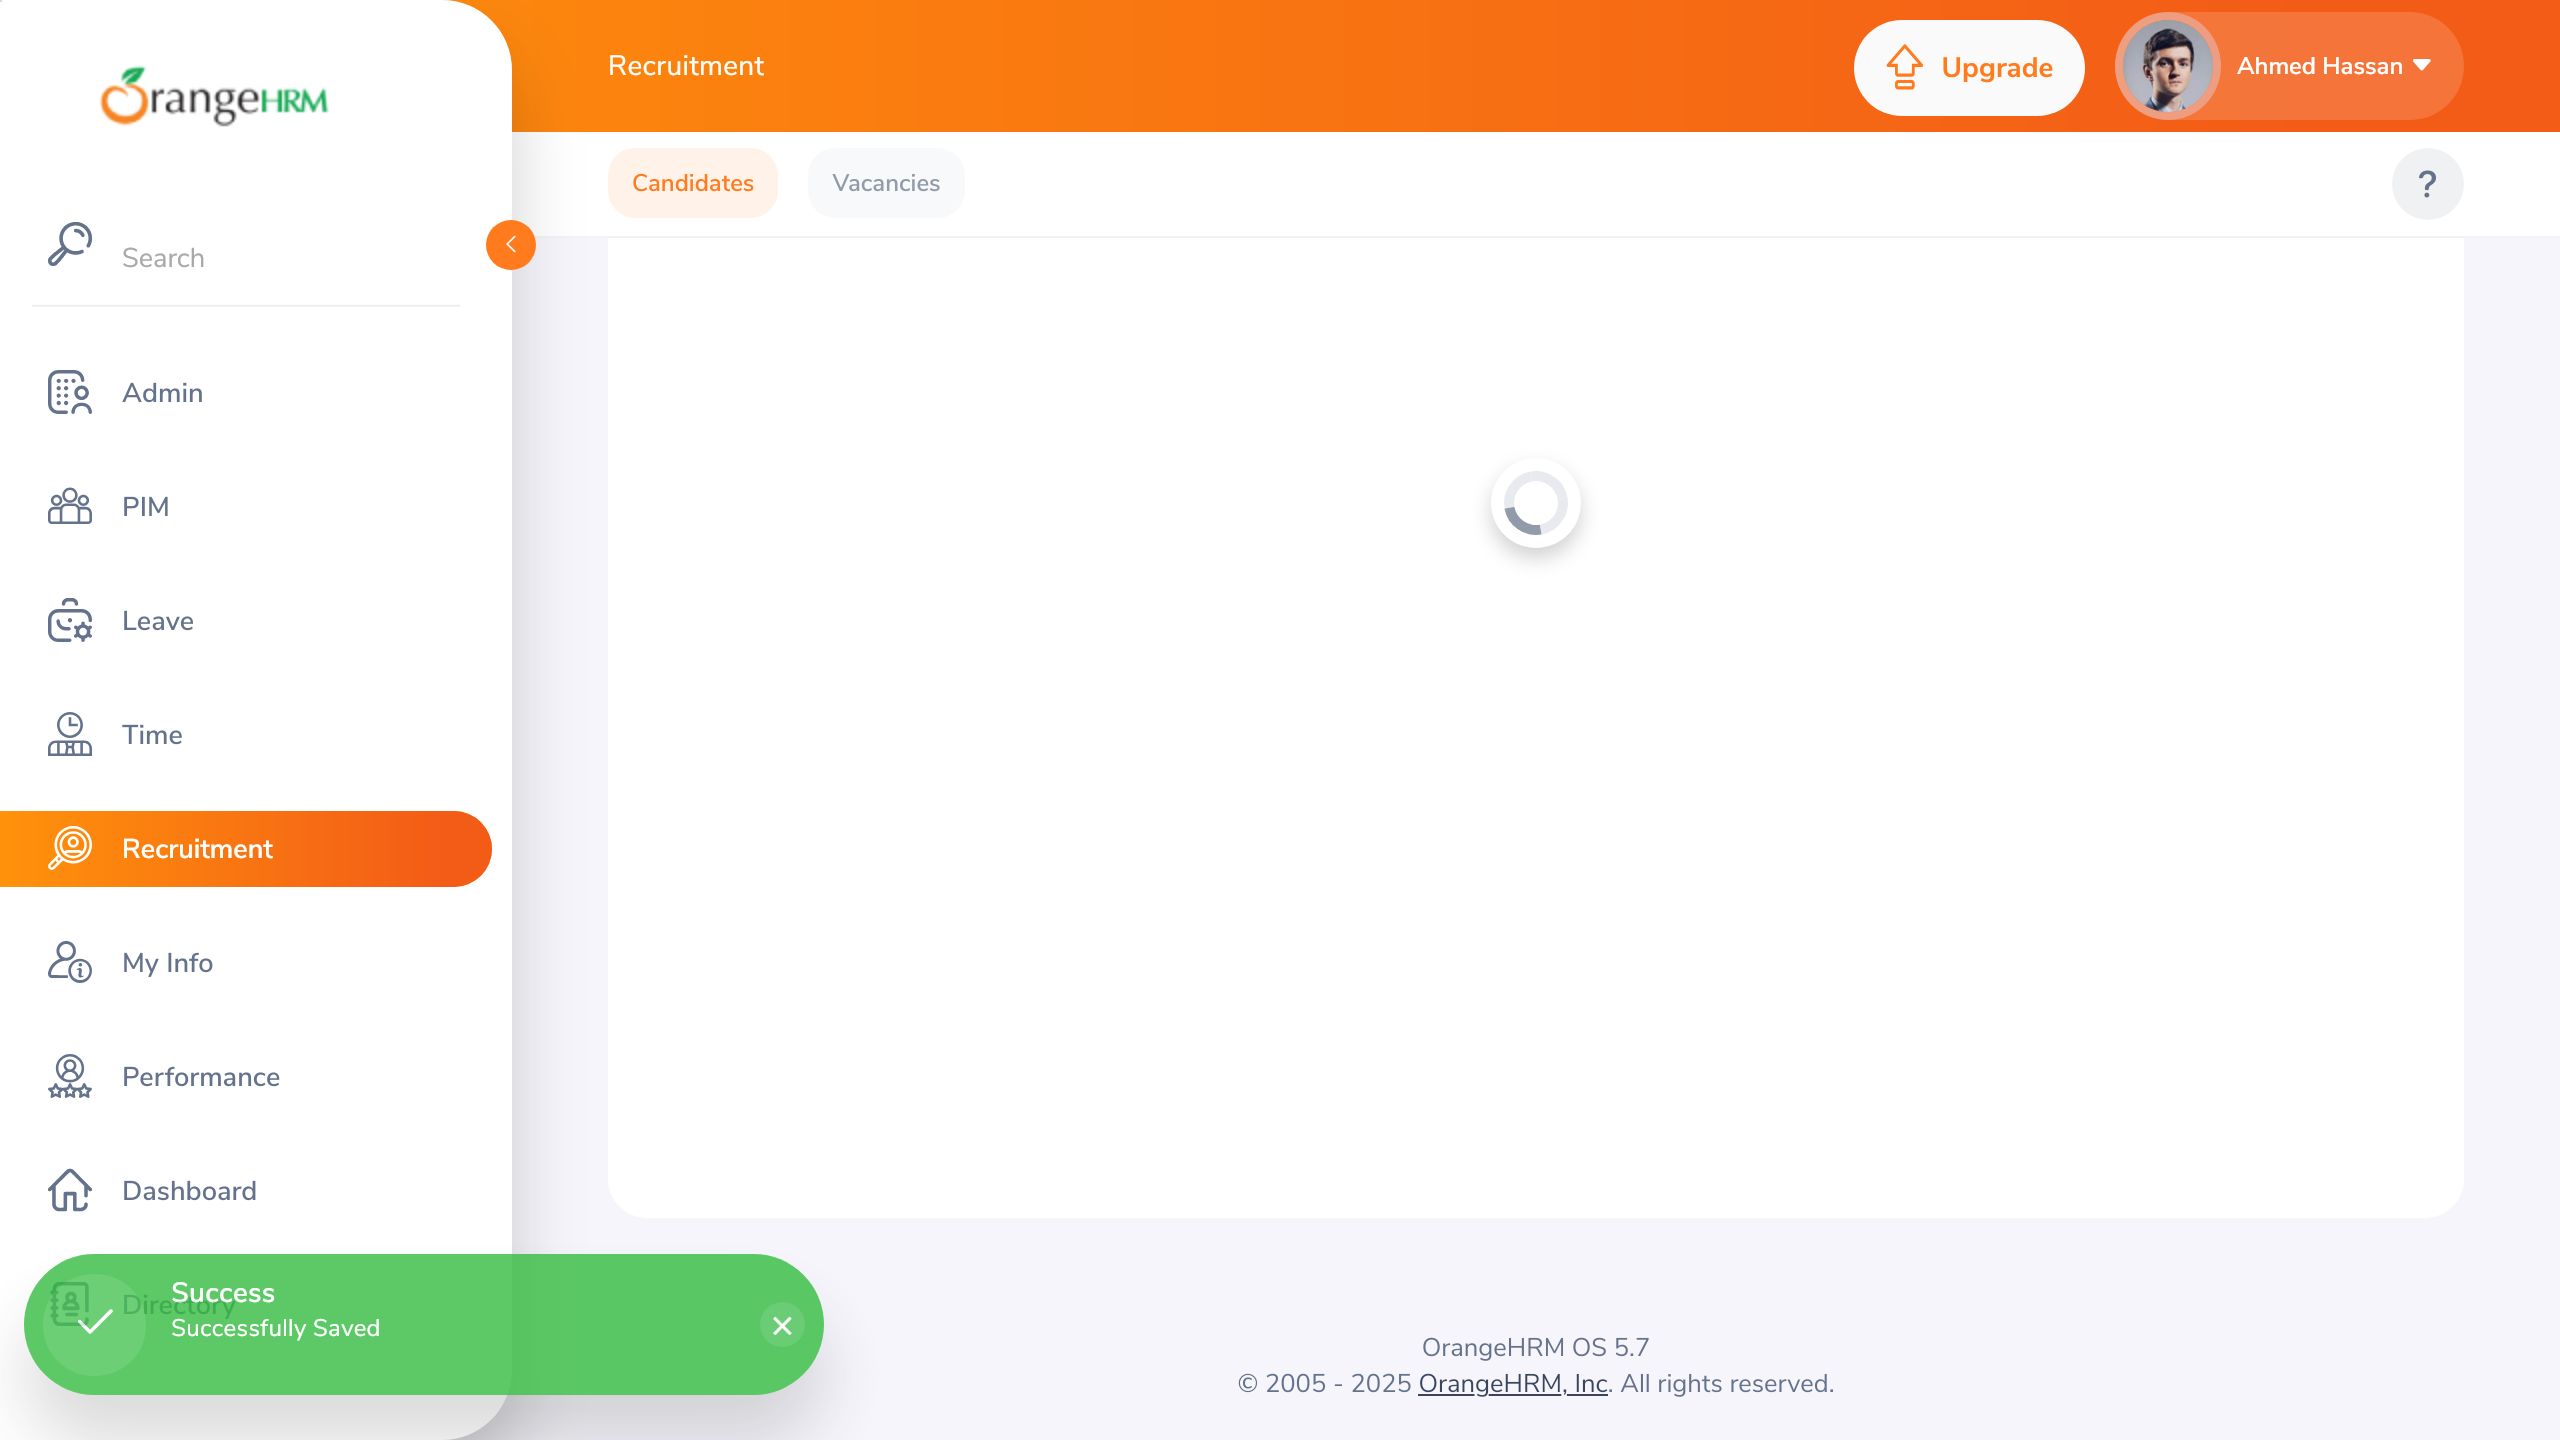 OrangeHRM
Recruitment
Upgrade
Ahmed Hassan
Search
Candidates
Vacancies
?
Admin
PIM
Leave
Time
Recruitment
My Info
Performance
Dashboard
Directory
Success
Successfully Saved
OrangeHRM OS 5.7
© 2005 - 2025 OrangeHRM, Inc. All rights reserved.